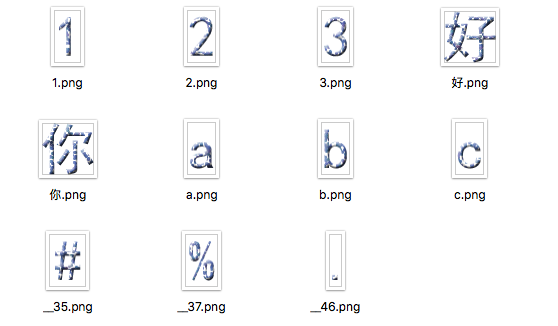 1 2 3 好
1.png 2.png 3.png 好.png
你 a b c
你.png a.png b.png c.png
# % .
__35.png __37.png __46.png